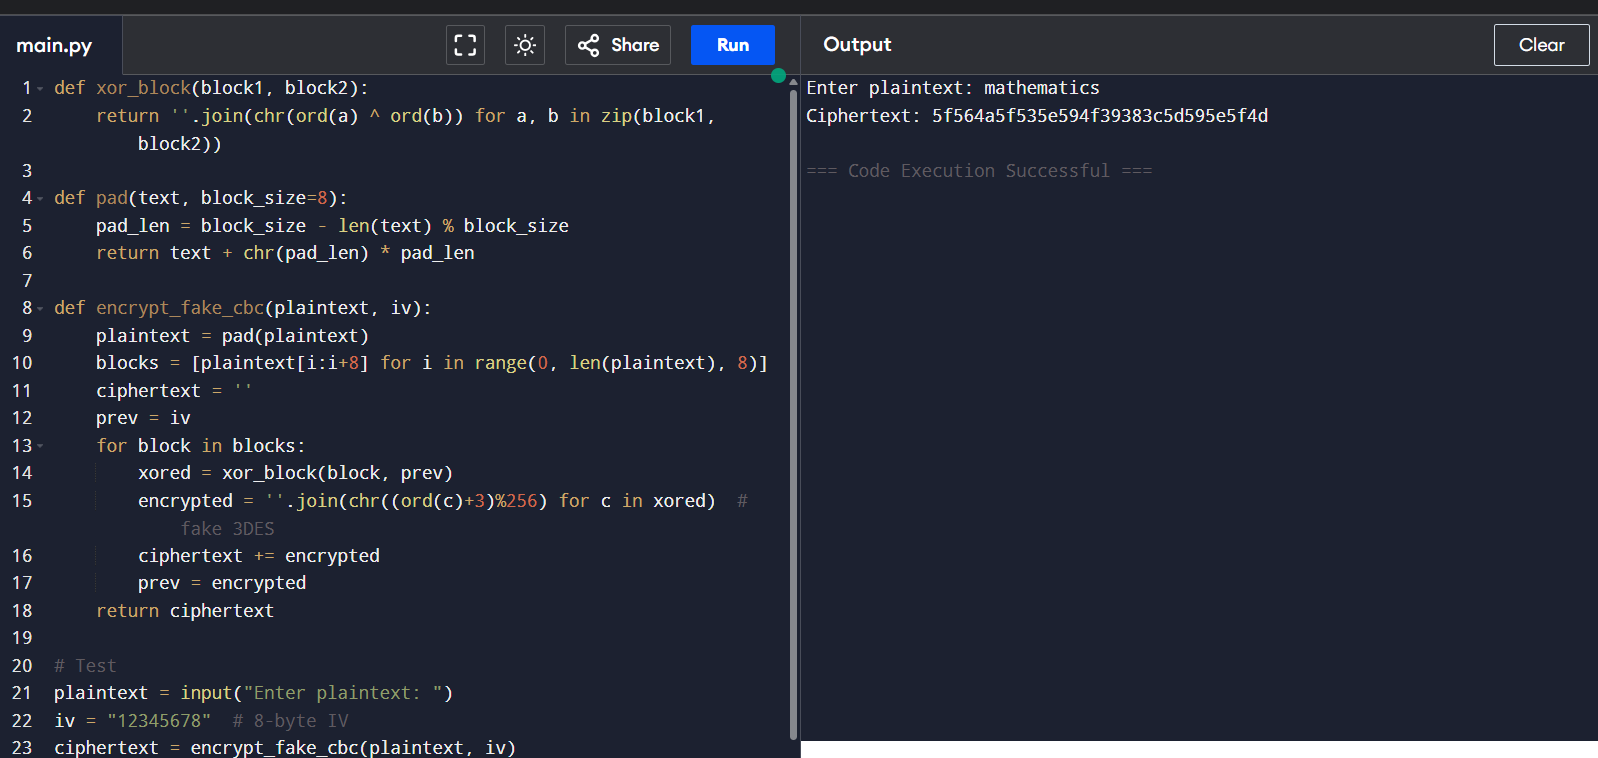 main.py
Share
Run
Output
Clear
1 def xor_block(block1, block2):
2 return ''.join(chr(ord(a) ^ ord(b)) for a, b in zip(block1,
block2))
3
4 def pad(text, block_size=8):
5 pad_len = block_size - len(text) % block_size
6 return text + chr(pad_len) * pad_len
7
8 def encrypt_fake_cbc(plaintext, iv):
9 plaintext = pad(plaintext)
10 blocks = [plaintext[i:i+8] for i in range(0, len(plaintext), 8)]
11 ciphertext = ''
12 prev = iv
13 for block in blocks:
14 xored = xor_block(block, prev)
15 encrypted = ''.join(chr((ord(c)+3)%256) for c in xored) #
fake 3DES
16 ciphertext += encrypted
17 prev = encrypted
18 return ciphertext
19
20 # Test
21 plaintext = input("Enter plaintext: ")
22 iv = "12345678" # 8-byte IV
23 ciphertext = encrypt_fake_cbc(plaintext, iv)
Enter plaintext: mathematics
Ciphertext: 5f564a5f535e594f39383c5d595e5f4d
=== Code Execution Successful ===